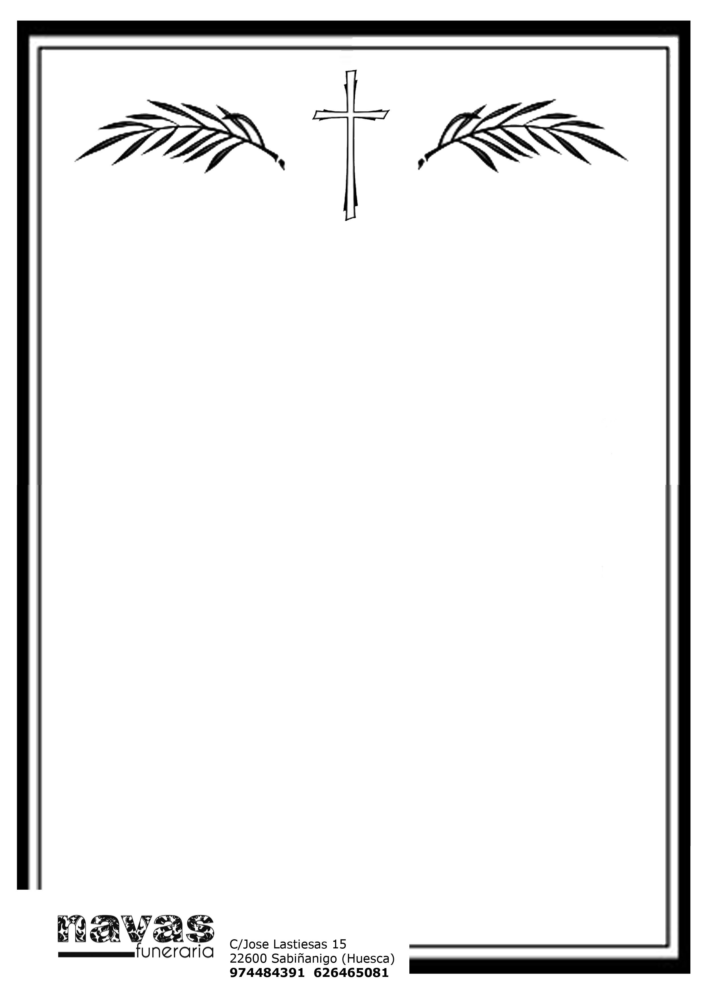 navas
funeraria
C/Jose Lastiesas 15
22600 Sabiñanigo (Huesca)
974484391  626465081